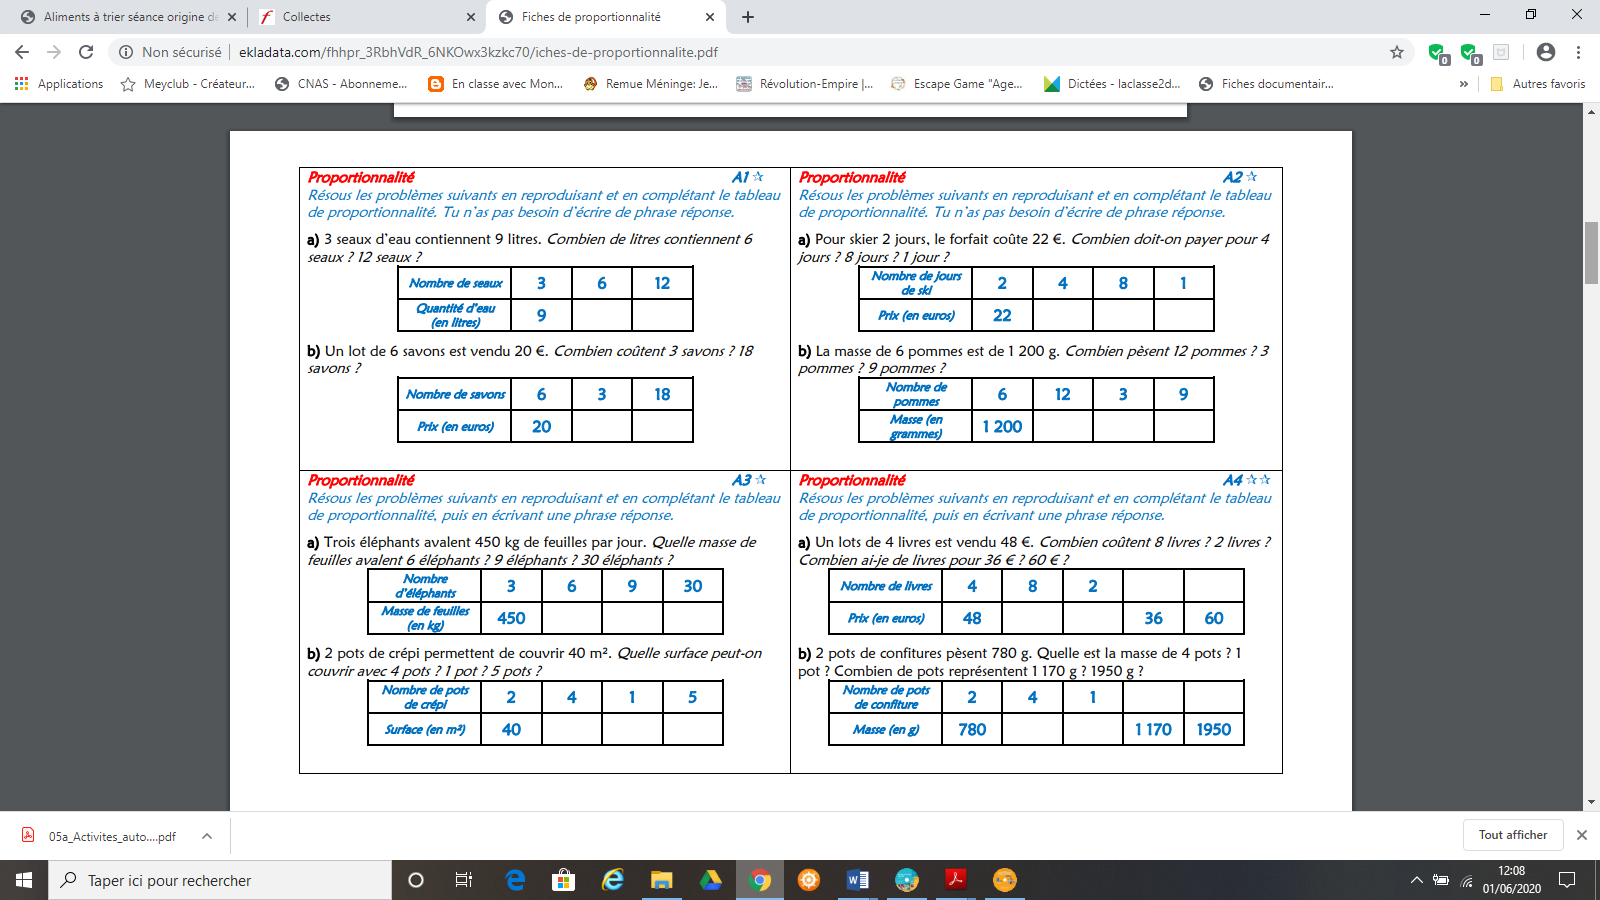 Aliments à trier séance origine de
Collectes
Fiches de proportionnalité
Non sécurisé
ekladata.com/fhhpr_3RbhVdR_6NKOwx3kzkc70/iches-de-proportionnalite.pdf
0
0
Applications
Meyclub - Créateur...
CNAS - Abonneme...
En classe avec Mon...
Remue Méninge: Je...
Révolution-Empire |...
Escape Game "Age...
Dictées - laclasse2d...
Fiches documentair...
»
Autres favoris
Proportionnalité A1 ☆
Résous les problèmes suivants en reproduisant et en complétant le tableau
de proportionnalité. Tu n'as pas besoin d'écrire de phrase réponse.
a) 3 seaux d'eau contiennent 9 litres. Combien de litres contiennent 6
seaux ? 12 seaux ?
Nombre de seaux 3 6 12
Quantité d'eau
(en litres) 9
b) Un lot de 6 savons est vendu 20 €. Combien coûtent 3 savons ? 18
savons ?
Nombre de savons 6 3 18
Prix (en euros) 20
Proportionnalité A2 ☆
Résous les problèmes suivants en reproduisant et en complétant le tableau
de proportionnalité. Tu n'as pas besoin d'écrire de phrase réponse.
a) Pour skier 2 jours, le forfait coûte 22 €. Combien doit-on payer pour 4
jours ? 8 jours ? 1 jour ?
Nombre de jours
de ski 2 4 8 1
Prix (en euros) 22
b) La masse de 6 pommes est de 1 200 g. Combien pèsent 12 pommes ? 3
pommes ? 9 pommes ?
Nombre de
pommes 6 12 3 9
Masse (en
grammes) 1 200
Proportionnalité A3 ☆
Résous les problèmes suivants en reproduisant et en complétant le tableau
de proportionnalité, puis en écrivant une phrase réponse.
a) Trois éléphants avalent 450 kg de feuilles par jour. Quelle masse de
feuilles avalent 6 éléphants ? 9 éléphants ? 30 éléphants ?
Nombre
d'éléphants 3 6 9 30
Masse de feuilles
(en kg) 450
b) 2 pots de crépi permettent de couvrir 40 m². Quelle surface peut-on
couvrir avec 4 pots ? 1 pot ? 5 pots ?
Nombre de pots
de crépi 2 4 1 5
Surface (en m²) 40
Proportionnalité A4 ☆☆
Résous les problèmes suivants en reproduisant et en complétant le tableau
de proportionnalité, puis en écrivant une phrase réponse.
a) Un lots de 4 livres est vendu 48 €. Combien coûtent 8 livres ? 2 livres ?
Combien ai-je de livres pour 36 € ? 60 € ?
Nombre de livres 4 8 2
Prix (en euros) 48 36 60
b) 2 pots de confitures pèsent 780 g. Quelle est la masse de 4 pots ? 1
pot ? Combien de pots représentent 1 170 g ? 1950 g ?
Nombre de pots
de confiture 2 4 1
Masse (en g) 780 1 170 1950
05a_Activites_auto....pdf
Tout afficher
Taper ici pour rechercher
12:08
01/06/2020